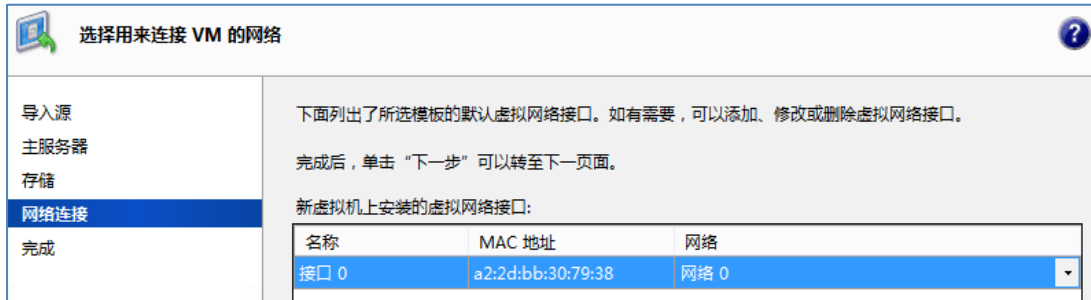 选择用来连接 VM 的网络
?
导入源
主服务器
存储
网络连接
完成
下面列出了所选模板的默认虚拟网络接口。如有需要，可以添加、修改或删除虚拟网络接口。
完成后，单击“下一步”可以转至下一页面。
新虚拟机上安装的虚拟网络接口:
名称 MAC 地址 网络
接口 0 a2:2d:bb:30:79:38 网络 0